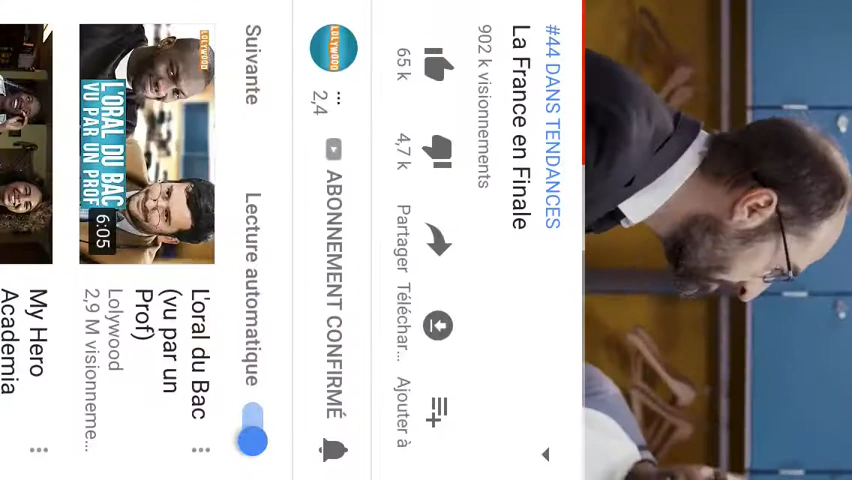 #44 DANS TENDANCES
La France en Finale
902 k visionnements
65 k
4,7 k
Partager
Téléchar...
Ajouter à
LOLYWOOD
...
2,4
ABONNEMENT CONFIRMÉ
Suivante
Lecture automatique
LOLYWOOD
L'ORAL DU BAC
VU PAR UN PROF
6:05
L'oral du Bac
(vu par un
Prof)
Lolywood
2,9 M visionneme...
My Hero
Academia